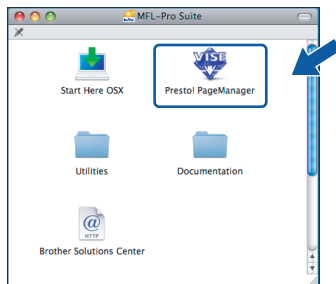 MFL-Pro Suite
VISE
Start Here OSX
Presto! PageManager
Utilities
Documentation
@
HTTP
Brother Solutions Center